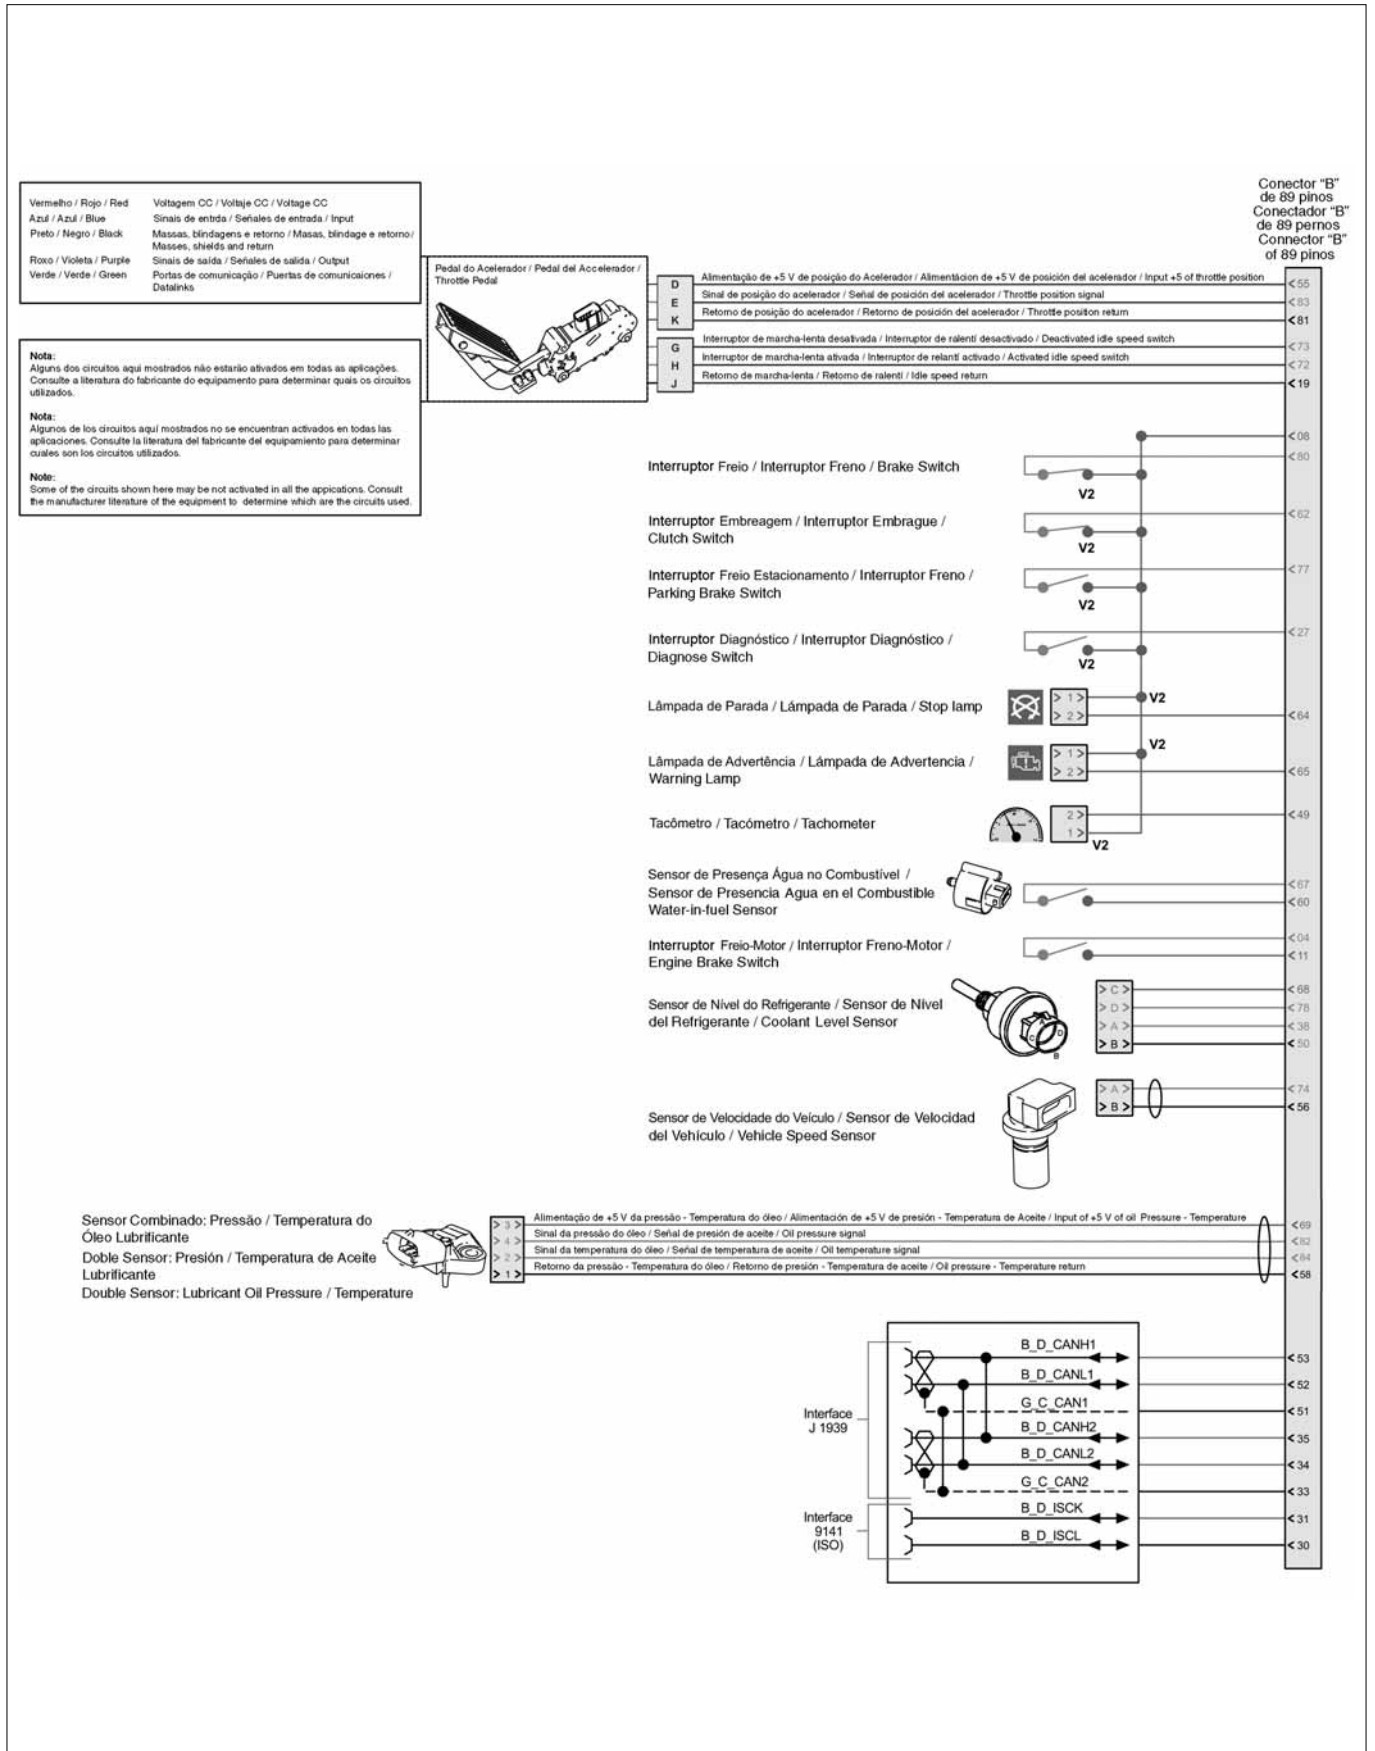 Conector “B”
de 89 pinos
Conectador “B”
de 89 pernos
Connector “B”
of 89 pinos
Vermelho / Rojo / Red Voltagem CC / Voltaje CC / Voltage CC
Azul / Azul / Blue Sinais de entrda / Señales de entrada / Input
Preto / Negro / Black Massas, blindagens e retorno / Masas, blindage e retorno/
Masses, shields and return
Roxo / Violeta / Purple Sinais de saída / Señales de salida / Output
Verde / Verde / Green Portas de comunicação / Puertas de comunicaiones /
Datalinks
Nota:
Alguns dos circuitos aqui mostrados não estarão ativados em todas as aplicações.
Consulte a literatura do fabricante do equipamento para determinar quais os circuitos
utilizados.
Nota:
Algunos de los circuitos aquí mostrados no se encuentran activados en todas las
aplicaciones. Consulte la literatura del fabricante del equipamiento para determinar
cuales son los circuitos utilizados.
Note:
Some of the circuits shown here may be not activated in all the appications. Consult
the manufacturer literature of the equipment to determine which are the circuits used.
Pedal do Acelerador / Pedal del Accelerador /
Throttle Pedal
D Alimentação de +5 V de posição do Acelerador / Alimentácion de +5 V de posición del acelerador / Input +5 of throttle position <55
E Sinal de posição do acelerador / Señal de posición del acelerador / Throttle position signal <83
K Retorno de posição do acelerador / Retorno de posición del acelerador / Throttle position return <81
G Interruptor de marcha-lenta desativada / Interruptor de ralentí desactivado / Deactivated idle speed switch <73
H Interruptor de marcha-lenta ativada / Interruptor de relantí activado / Activated idle speed switch <72
J Retorno de marcha-lenta / Retorno de ralentí / Idle speed return <19
<08
<80
Interruptor Freio / Interruptor Freno / Brake Switch
V2
<62
Interruptor Embreagem / Interruptor Embrague /
Clutch Switch
V2
<77
Interruptor Freio Estacionamento / Interruptor Freno /
Parking Brake Switch
V2
<27
Interruptor Diagnóstico / Interruptor Diagnóstico /
Diagnose Switch
V2
Lâmpada de Parada / Lámpada de Parada / Stop lamp
> 1 > V2
> 2 > <64
V2
Lâmpada de Advertência / Lámpada de Advertencia /
Warning Lamp
> 1 >
> 2 > <65
Tacômetro / Tacómetro / Tachometer
2 > <49
1 >
V2
Sensor de Presença Água no Combustível /
Sensor de Presencia Agua en el Combustible
Water-in-fuel Sensor
<67
<60
Interruptor Freio-Motor / Interruptor Freno-Motor /
Engine Brake Switch
<04
<11
Sensor de Nível do Refrigerante / Sensor de Nível
del Refrigerante / Coolant Level Sensor
A
C
D
B
> C > <68
> D > <78
> A > <38
> B > <50
Sensor de Velocidade do Veículo / Sensor de Velocidad
del Vehículo / Vehicle Speed Sensor
> A > <74
> B > <56
Sensor Combinado: Pressão / Temperatura do
Óleo Lubrificante
Doble Sensor: Presión / Temperatura de Aceite
Lubrificante
Double Sensor: Lubricant Oil Pressure / Temperature
> 3 > Alimentação de +5 V da pressão - Temperatura do óleo / Alimentación de +5 V de presión - Temperatura de Aceite / Input of +5 V of oil Pressure - Temperature <69
> 4 > Sinal da pressão do óleo / Señal de presión de aceite / Oil pressure signal <82
> 2 > Sinal da temperatura do óleo / Señal de temperatura de aceite / Oil temperature signal <84
> 1 > Retorno da pressão - Temperatura do óleo / Retorno de presión - Temperatura de aceite / Oil pressure - Temperature return <58
Interface
J 1939
B_D_CANH1 <53
B_D_CANL1 <52
G_C_CAN1 <51
B_D_CANH2 <35
B_D_CANL2 <34
G_C_CAN2 <33
Interface
9141
(ISO)
B_D_ISCK <31
B_D_ISCL <30